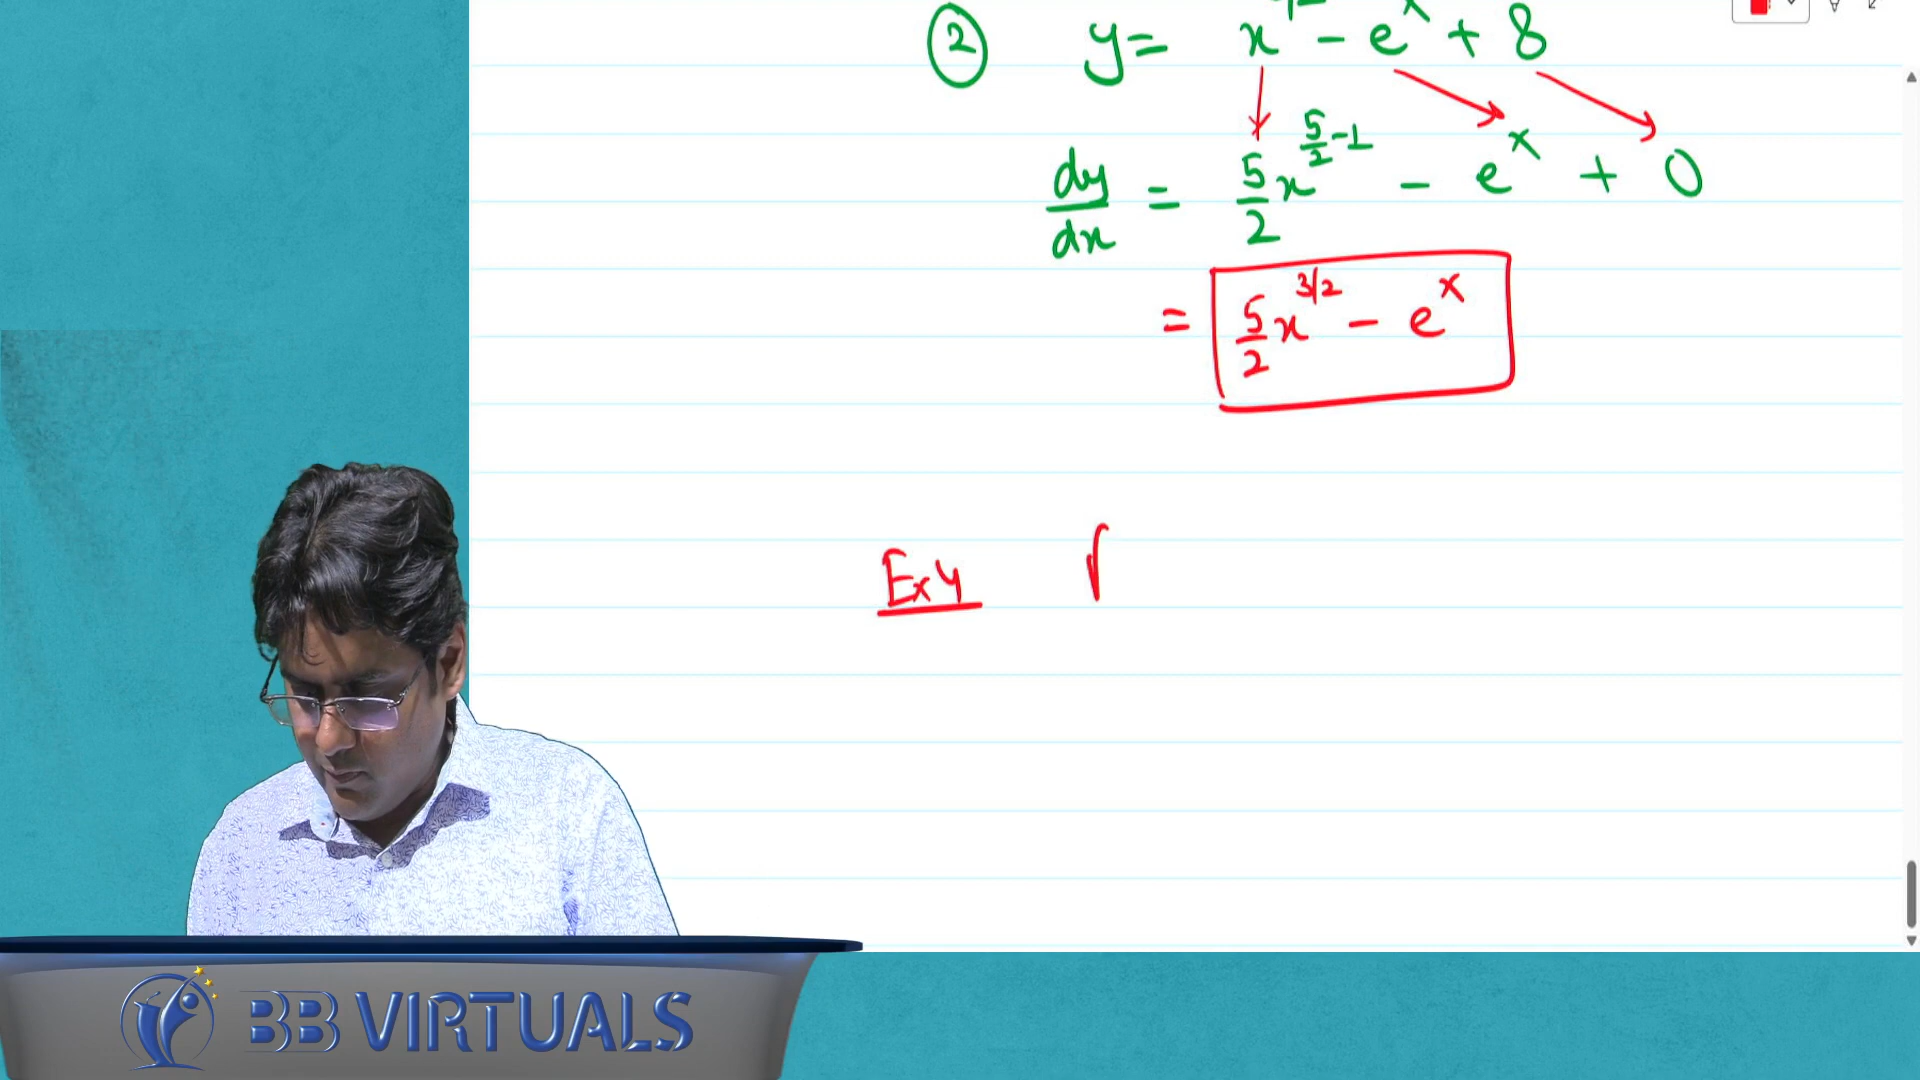 ② y = x - e^x + 8
dy/dx = 5/2 x^(5/2 - 1) - e^x + 0
= 5/2 x^(3/2) - e^x
Ex 4
BB VIRTUALS